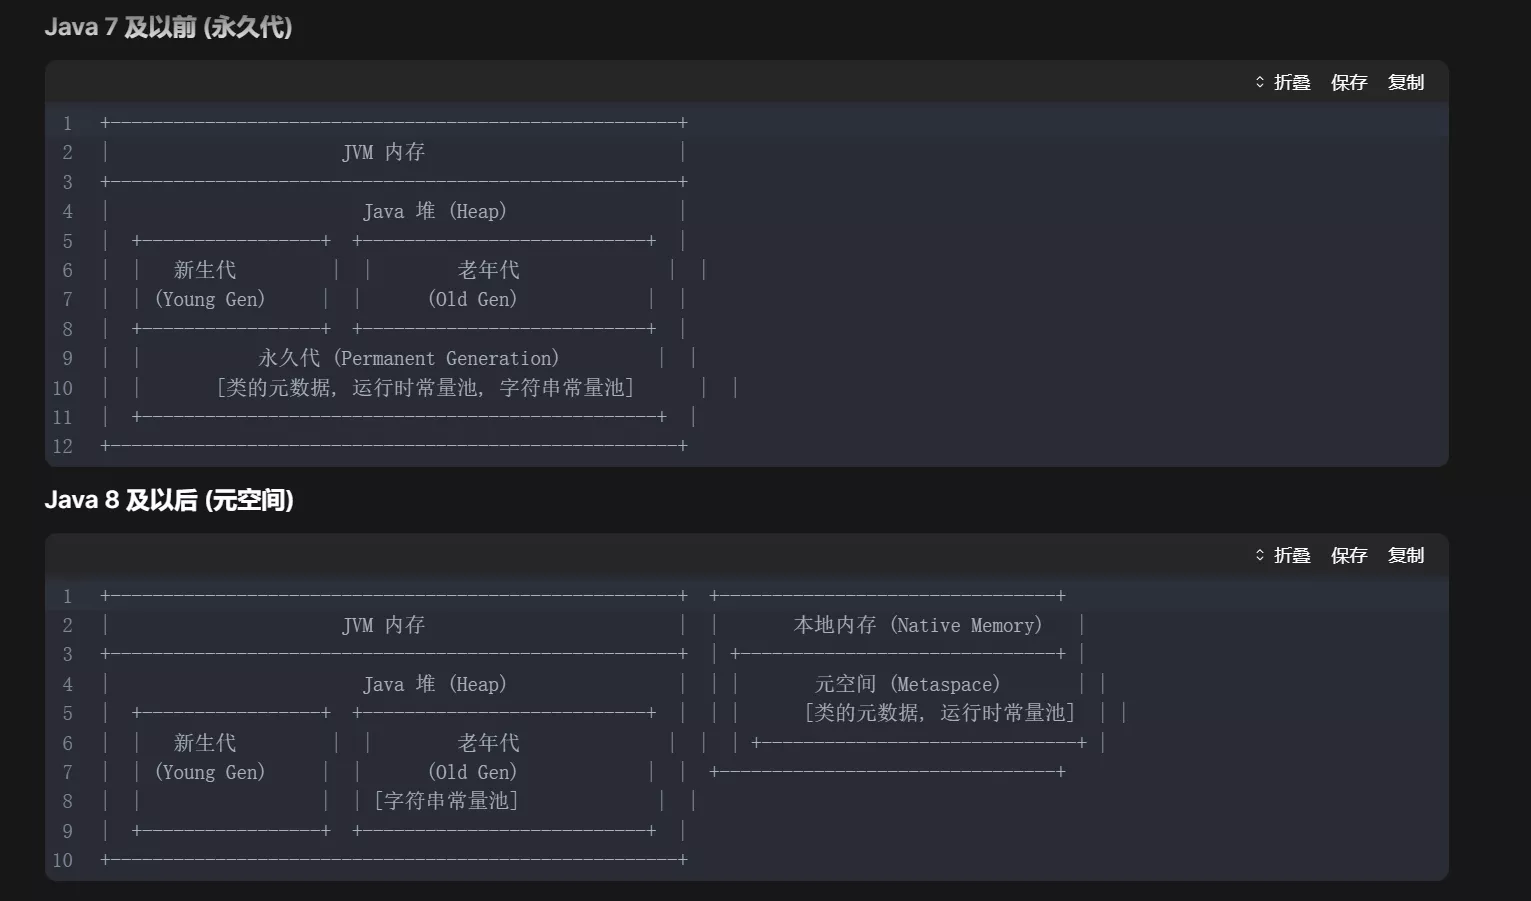 Java 7 及以前 (永久代)
折叠 保存 复制
1 +------------------------------------------------------+
2 |                      JVM 内存                        |
3 +------------------------------------------------------+
4 |                        Java 堆 (Heap)                |
5 |  +-----------------+  +---------------------------+  |
6 |  |   新生代         |  |        老年代              |  |
7 |  | (Young Gen)     |  |      (Old Gen)            |  |
8 |  +-----------------+  +---------------------------+  |
9 |  |           永久代 (Permanent Generation)         |  |
10 |  |       [类的元数据, 运行时常量池, 字符串常量池]      |  |
11 |  +-------------------------------------------------+  |
12 +------------------------------------------------------+
Java 8 及以后 (元空间)
折叠 保存 复制
1 +------------------------------------------------------+  +--------------------------------+
2 |                      JVM 内存                        |  |       本地内存 (Native Memory)   |
3 +------------------------------------------------------+  | +------------------------------+ |
4 |                        Java 堆 (Heap)                |  | |       元空间 (Metaspace)       | |
5 |  +-----------------+  +---------------------------+  |  | |      [类的元数据, 运行时常量池]  | |
6 |  |   新生代         |  |        老年代              |  |  | +------------------------------+ |
7 |  | (Young Gen)     |  |      (Old Gen)            |  |  +--------------------------------+
8 |  |                 |  | [字符串常量池]             |  |
9 |  +-----------------+  +---------------------------+  |
10 +------------------------------------------------------+